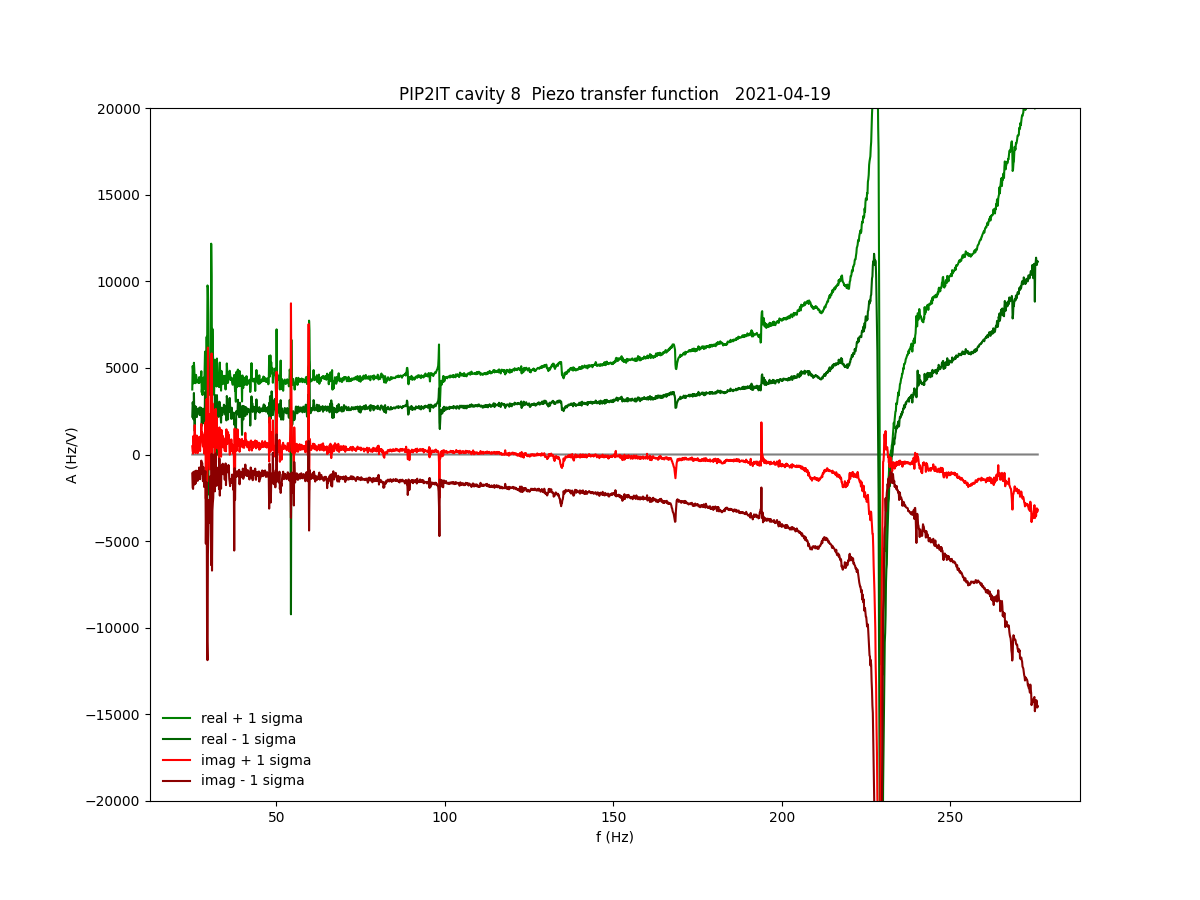 PIP2IT cavity 8  Piezo transfer function   2021-04-19
20000
15000
10000
5000
0
−5000
−10000
−15000
−20000
A (Hz/V)
real + 1 sigma
real - 1 sigma
imag + 1 sigma
imag - 1 sigma
50 100 150 200 250
f (Hz)